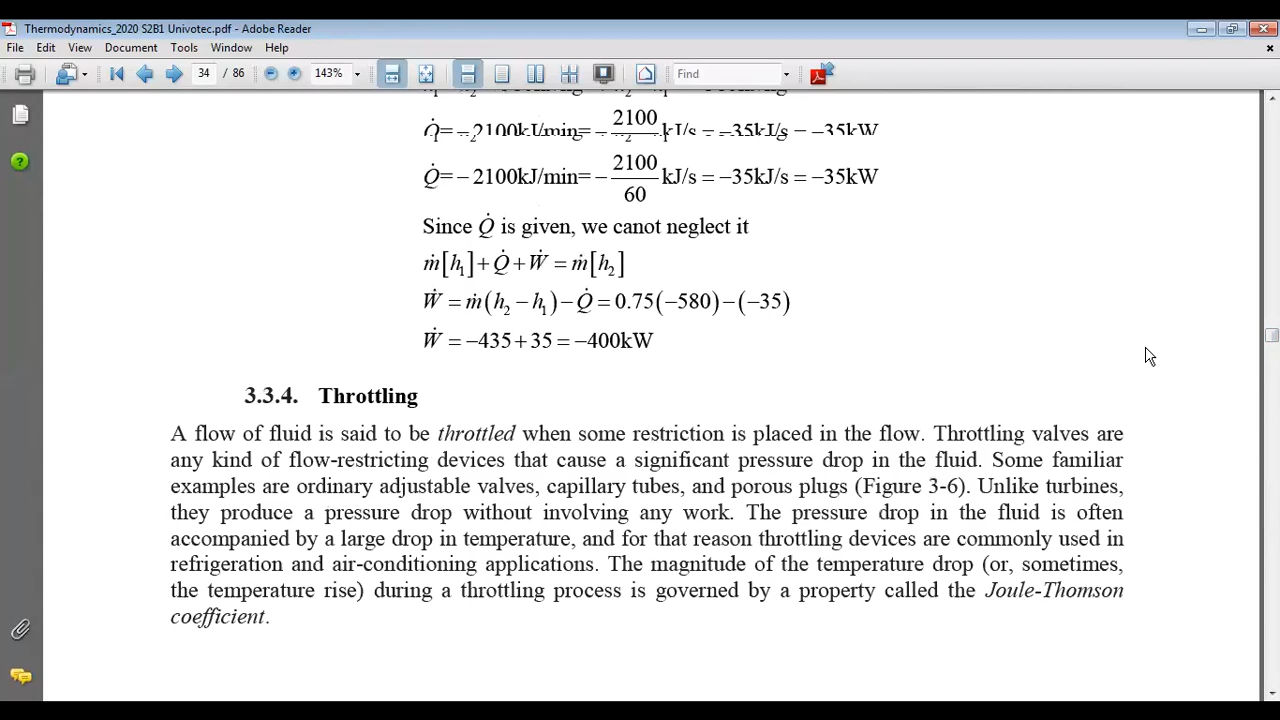 Thermodynamics_2020 S2B1 Univotec.pdf - Adobe Reader
File Edit View Document Tools Window Help
34 / 86 143% Find
Q̇=−2100kJ/min=−2100/60 kJ/s=−35kJ/s=−35kW
Since Q̇ is given, we canot neglect it
ṁ[h₁]+Q̇+Ẇ=ṁ[h₂]
Ẇ=ṁ(h₂−h₁)−Q̇=0.75(−580)−(−35)
Ẇ=−435+35=−400kW
3.3.4. Throttling
A flow of fluid is said to be throttled when some restriction is placed in the flow. Throttling valves are
any kind of flow-restricting devices that cause a significant pressure drop in the fluid. Some familiar
examples are ordinary adjustable valves, capillary tubes, and porous plugs (Figure 3-6). Unlike turbines,
they produce a pressure drop without involving any work. The pressure drop in the fluid is often
accompanied by a large drop in temperature, and for that reason throttling devices are commonly used in
refrigeration and air-conditioning applications. The magnitude of the temperature drop (or, sometimes,
the temperature rise) during a throttling process is governed by a property called the Joule-Thomson
coefficient.